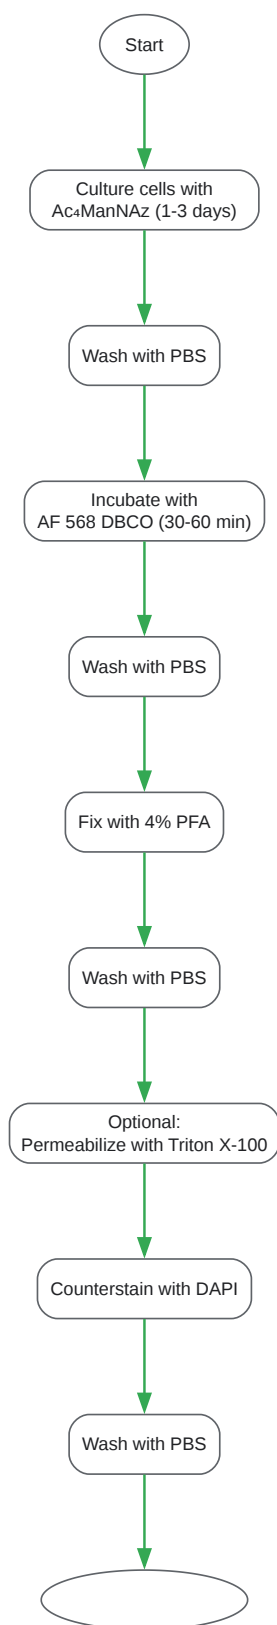 Start
Culture cells with
Ac₄ManNAz (1-3 days)
Wash with PBS
Incubate with
AF 568 DBCO (30-60 min)
Wash with PBS
Fix with 4% PFA
Wash with PBS
Optional:
Permeabilize with Triton X-100
Counterstain with DAPI
Wash with PBS